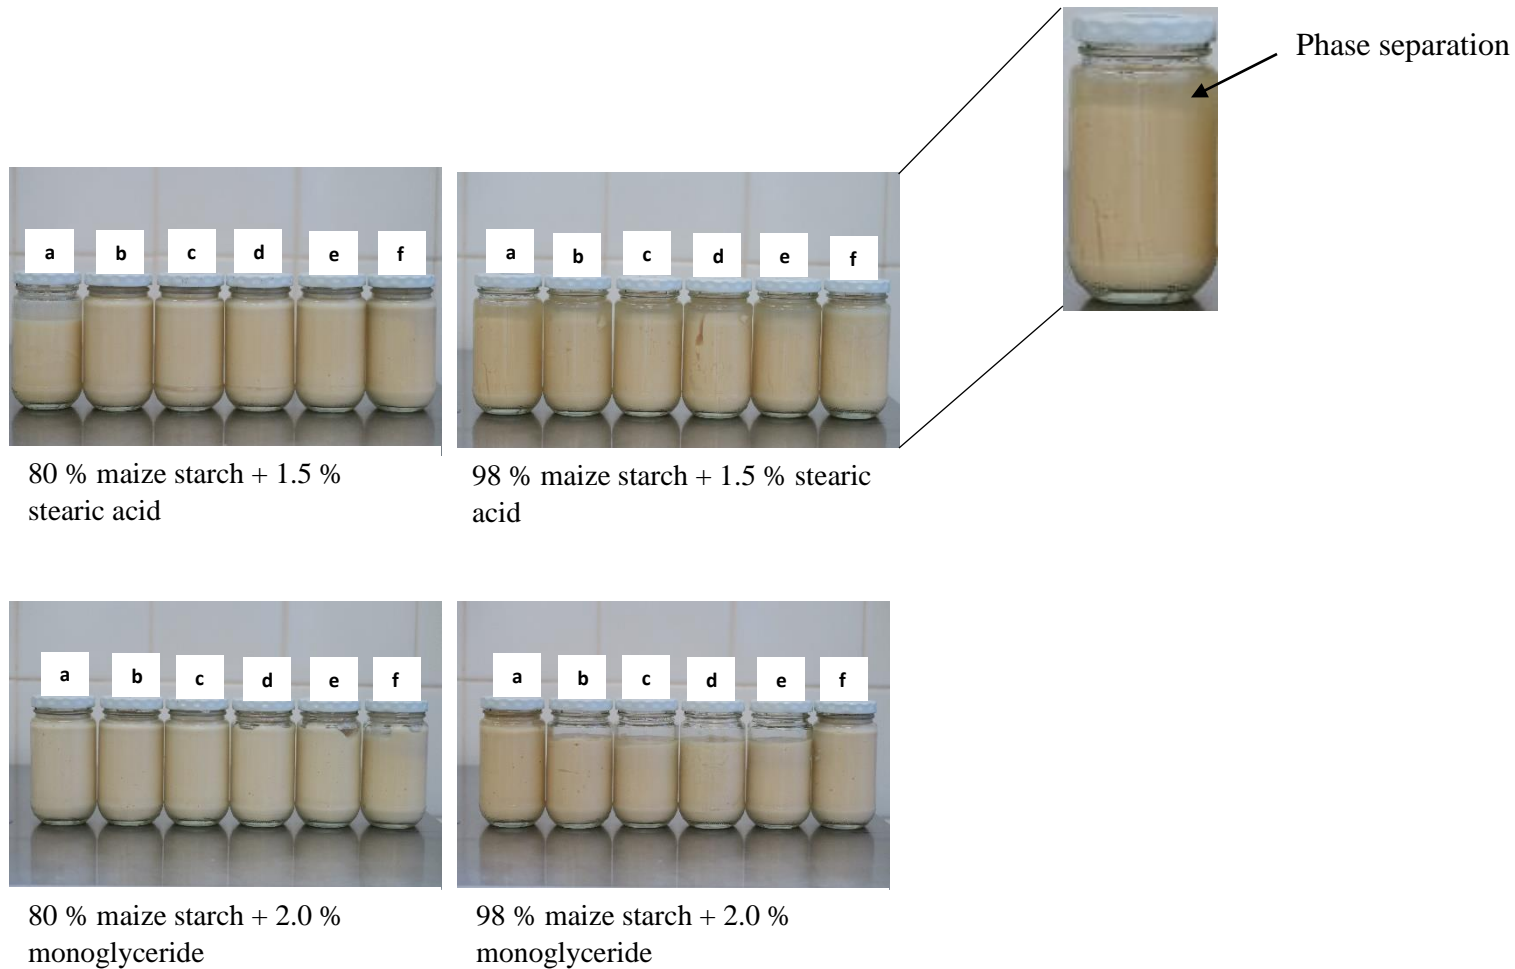 Phase separation
a b c d e f
a b c d e f
80 % maize starch + 1.5 %
stearic acid
98 % maize starch + 1.5 % stearic
acid
a b c d e f
a b c d e f
80 % maize starch + 2.0 %
monoglyceride
98 % maize starch + 2.0 %
monoglyceride